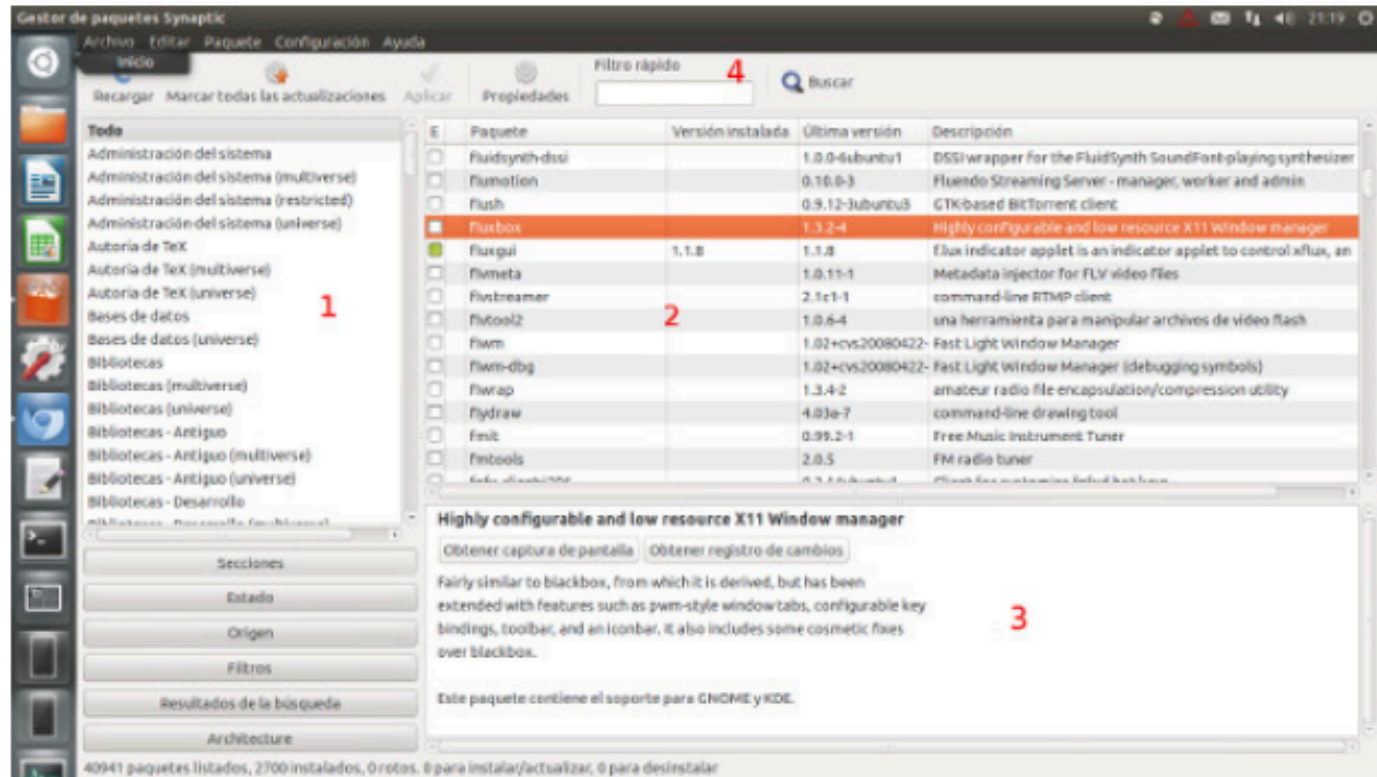 Gestor de paquetes Synaptic
21:19
Archivo Editar Paquete Configuración Ayuda
Inicio
Filtro rápido
4
Buscar
Recargar Marcar todas las actualizaciones Aplicar Propiedades
Todo
Administración del sistema
Administración del sistema (multiverse)
Administración del sistema (restricted)
Administración del sistema (universe)
Autoría de TeX
Autoría de TeX (multiverse)
Autoría de TeX (universe)
Bases de datos
Bases de datos (universe)
Bibliotecas
Bibliotecas (multiverse)
Bibliotecas (universe)
Bibliotecas - Antiguo
Bibliotecas - Antiguo (multiverse)
Bibliotecas - Antiguo (universe)
Bibliotecas - Desarrollo
1
Secciones
Estado
Origen
Filtros
Resultados de la búsqueda
Architecture
E Paquete Versión instalada Última versión Descripción
fluidsynth-dssi 1.0.0-6ubuntu1 DSSI wrapper for the FluidSynth SoundFont-playing synthesizer
flumotion 0.10.0-3 Fluendo Streaming Server - manager, worker and admin
flush 0.9.12-3ubuntu3 GTK-based BitTorrent client
fluxbox 1.3.2-4 Highly configurable and low resource X11 Window manager
fluxgui 1.1.8 1.1.8 f.lux indicator applet is an indicator applet to control xflux, an
flvmeta 1.0.11-1 Metadata injector for FLV video files
flvstreamer 2.1c1-1 command-line RTMP client
flvtool2 1.0.6-4 una herramienta para manipular archivos de video flash
flwm 1.02+cvs20080422- Fast Light Window Manager
flwm-dbg 1.02+cvs20080422- Fast Light Window Manager (debugging symbols)
flwrap 1.3.4-2 amateur radio file encapsulation/compression utility
flydraw 4.03a-7 command-line drawing tool
fmit 0.99.2-1 Free Music Instrument Tuner
fmtools 2.0.5 FM radio tuner
2
Highly configurable and low resource X11 Window manager
Obtener captura de pantalla Obtener registro de cambios
Fairly similar to blackbox, from which it is derived, but has been
extended with features such as pwm-style window tabs, configurable key
bindings, toolbar, and an iconbar. It also includes some cosmetic fixes
over blackbox.
Este paquete contiene el soporte para GNOME y KDE.
3
40941 paquetes listados, 2700 instalados, 0 rotos. 0 para instalar/actualizar, 0 para desinstalar